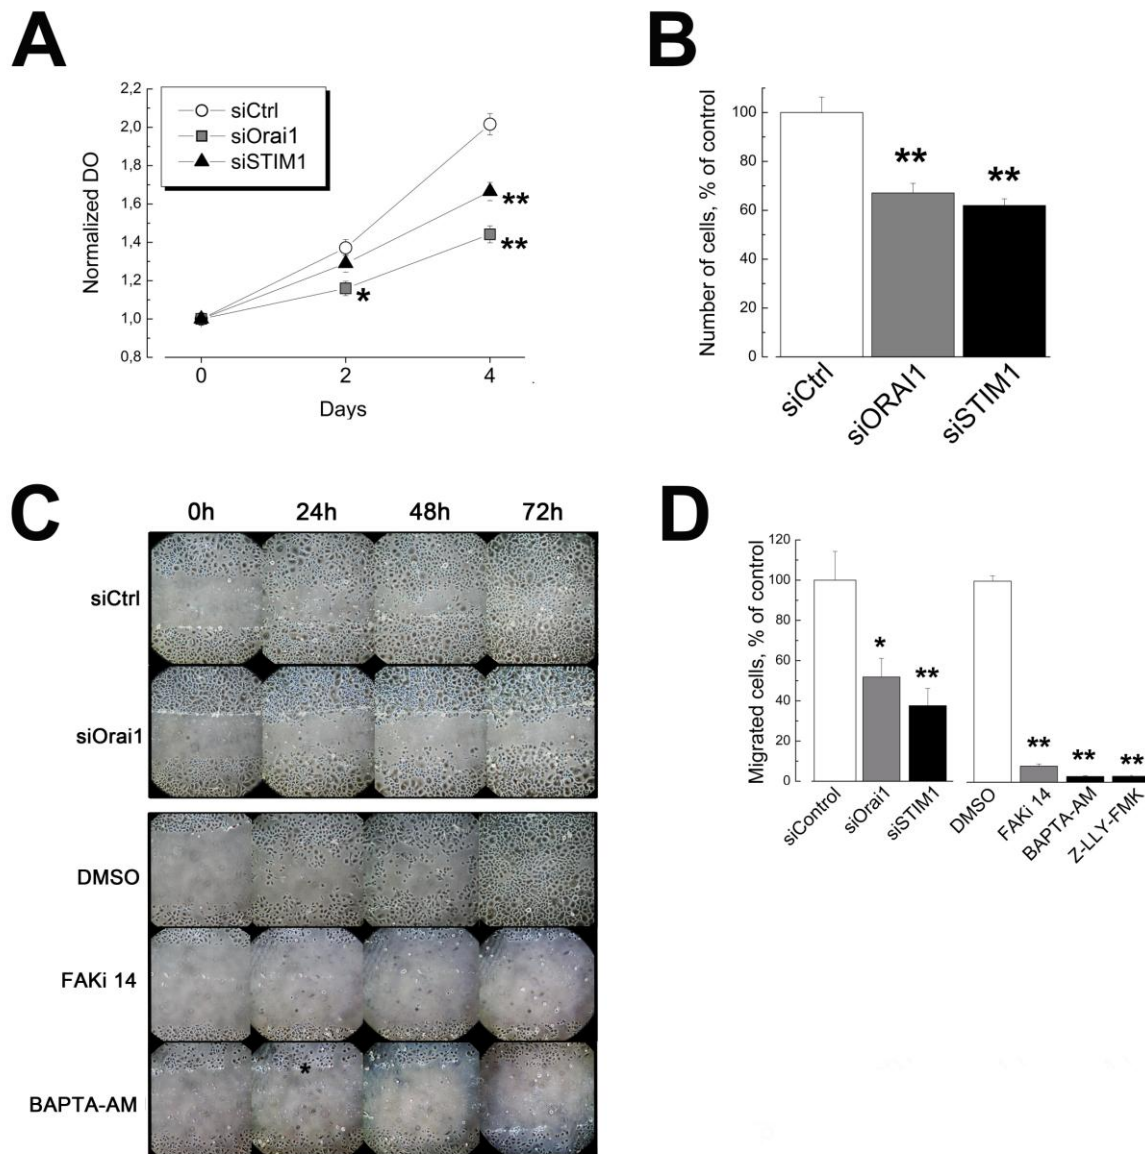 A
2,2
2,0
1,8
1,6
1,4
1,2
1,0
0,8
Normalized DO
siCtrl
siOrai1
siSTIM1
**
**
*
0 2 4
Days
B
100
80
60
40
20
0
Number of cells, % of control
**
**
siCtrl
siORAI1
siSTIM1
C
0h 24h 48h 72h
siCtrl
siOrai1
DMSO
FAKi 14
BAPTA-AM
*
D
120
100
80
60
40
20
0
Migrated cells, % of control
*
**
**
**
**
siControl
siOrai1
siSTIM1
DMSO
FAKi 14
BAPTA-AM
Z-LLY-FMK